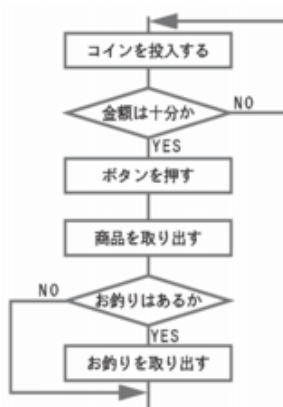 コインを投入する
金額は十分か
NO
YES
ボタンを押す
商品を取り出す
NO
お釣りはあるか
YES
お釣りを取り出す